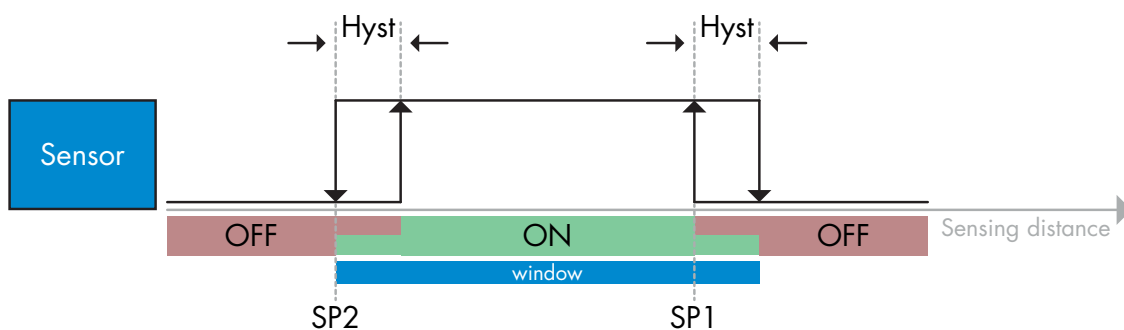 Hyst
Hyst
Sensor
OFF
ON
OFF
Sensing distance
window
SP2
SP1